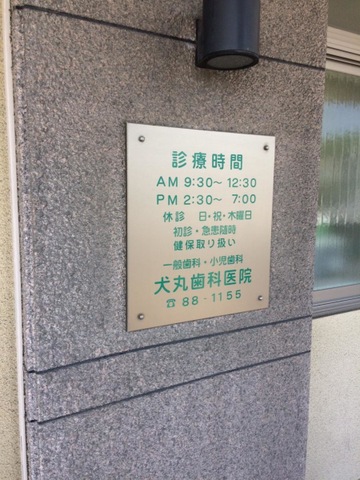 診療時間
AM 9:30～ 12:30
PM 2:30～ 7:00
休診 日・祝・木曜日
初診・急患随時
健保取り扱い
一般歯科・小児歯科
犬丸歯科医院
☎ 88-1155